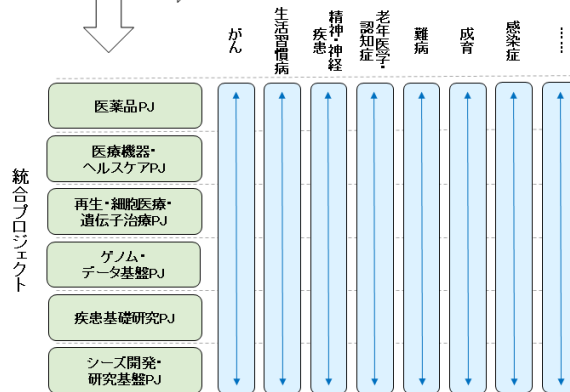 がん
生活習慣病
精神・神経
疾患
老年医学・
認知症
難病
成育
感染症
……
統合プロジェクト
医薬品PJ
医療機器・
ヘルスケアPJ
再生・細胞医療・
遺伝子治療PJ
ゲノム・
データ基盤PJ
疾患基礎研究PJ
シーズ開発・
研究基盤PJ